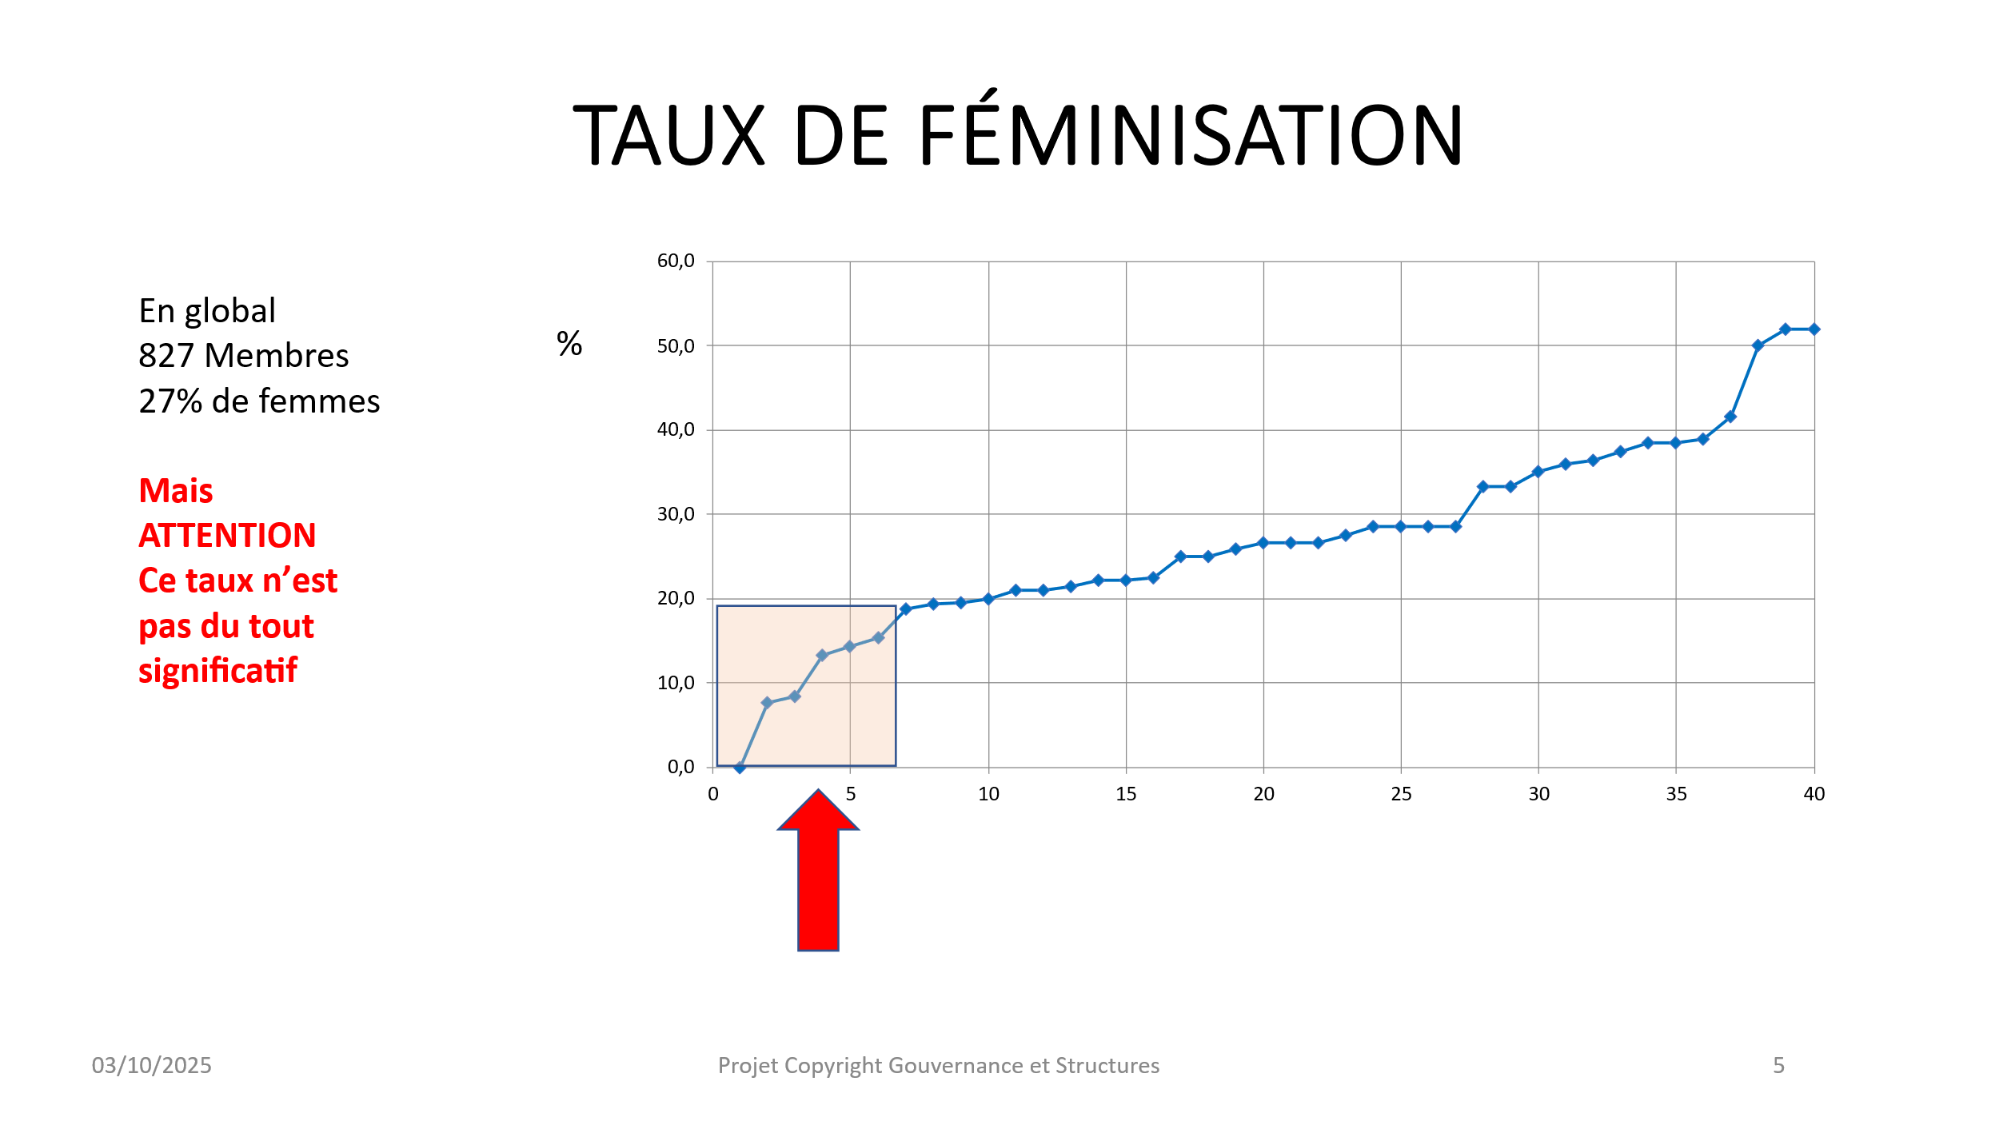 TAUX DE FÉMINISATION
En global
827 Membres
27% de femmes
Mais
ATTENTION
Ce taux n’est
pas du tout
significatif
%
60,0
50,0
40,0
30,0
20,0
10,0
0,0
0 5 10 15 20 25 30 35 40
03/10/2025 Projet Copyright Gouvernance et Structures 5